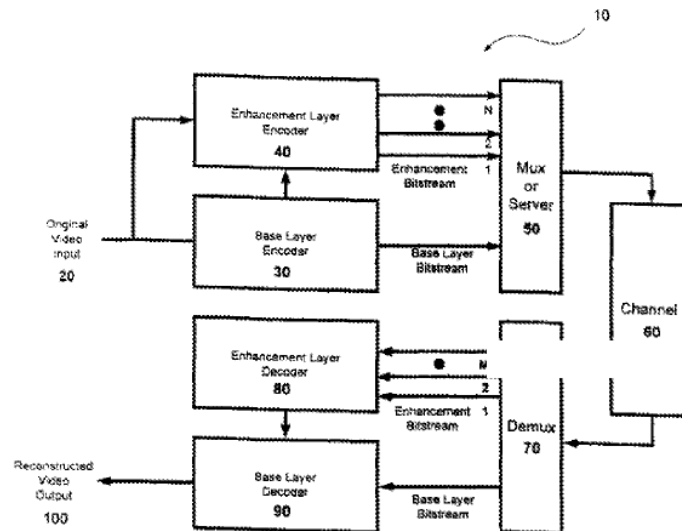 10
Enhancement Layer
Encoder
40
N
2
1
Enhancement
Bitstream
Mux
or
Server
50
Original
Video
Input
20
Base Layer
Encoder
30
Base Layer
Bitstream
Channel
60
Enhancement Layer
Decoder
80
M
2
1
Enhancement
Bitstream
Demux
70
Reconstructed
Video
Output
100
Base Layer
Decoder
90
Base Layer
Bitstream